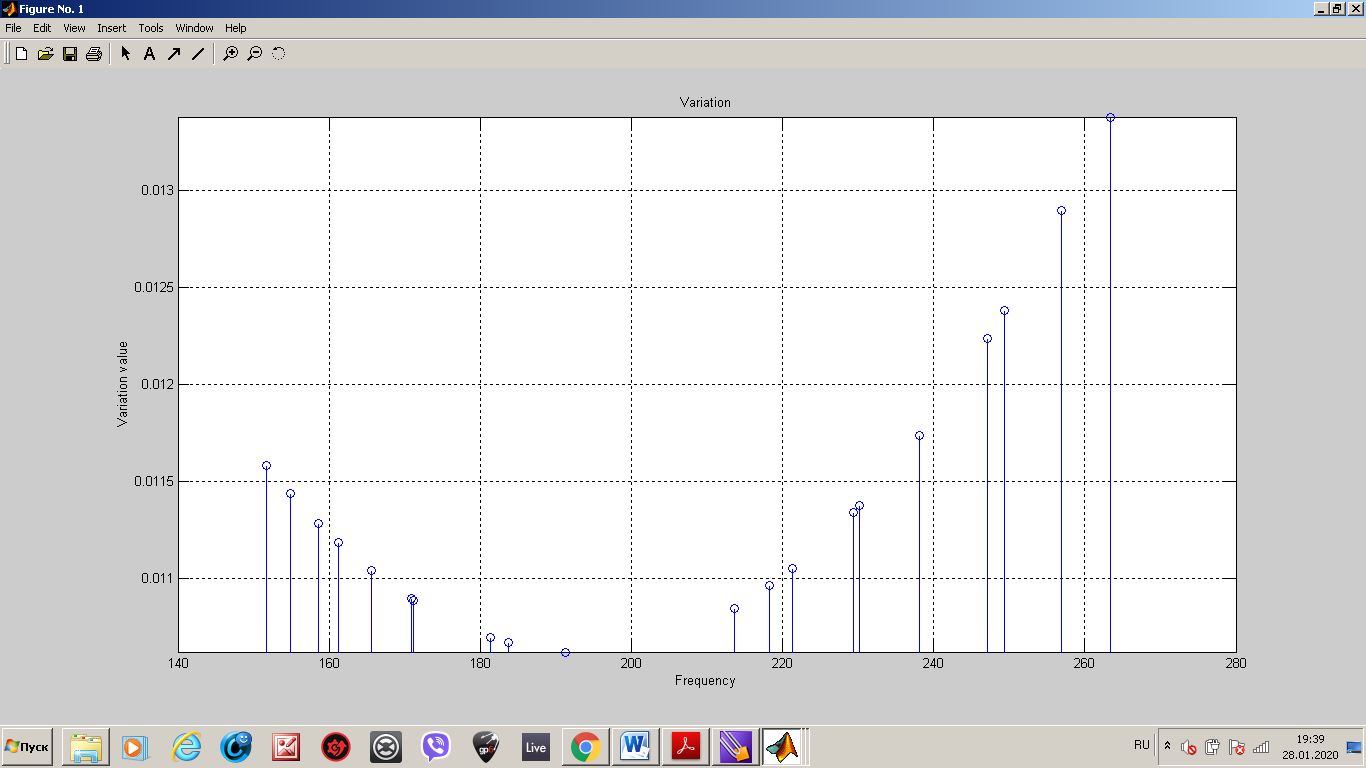 Figure No. 1
File Edit View Insert Tools Window Help
A
Variation
0.013
0.0125
0.012
0.0115
0.011
Variation value
140 160 180 200 220 240 260 280
Frequency
Пуск
gp6
Live
W
RU
19:39
28.01.2020